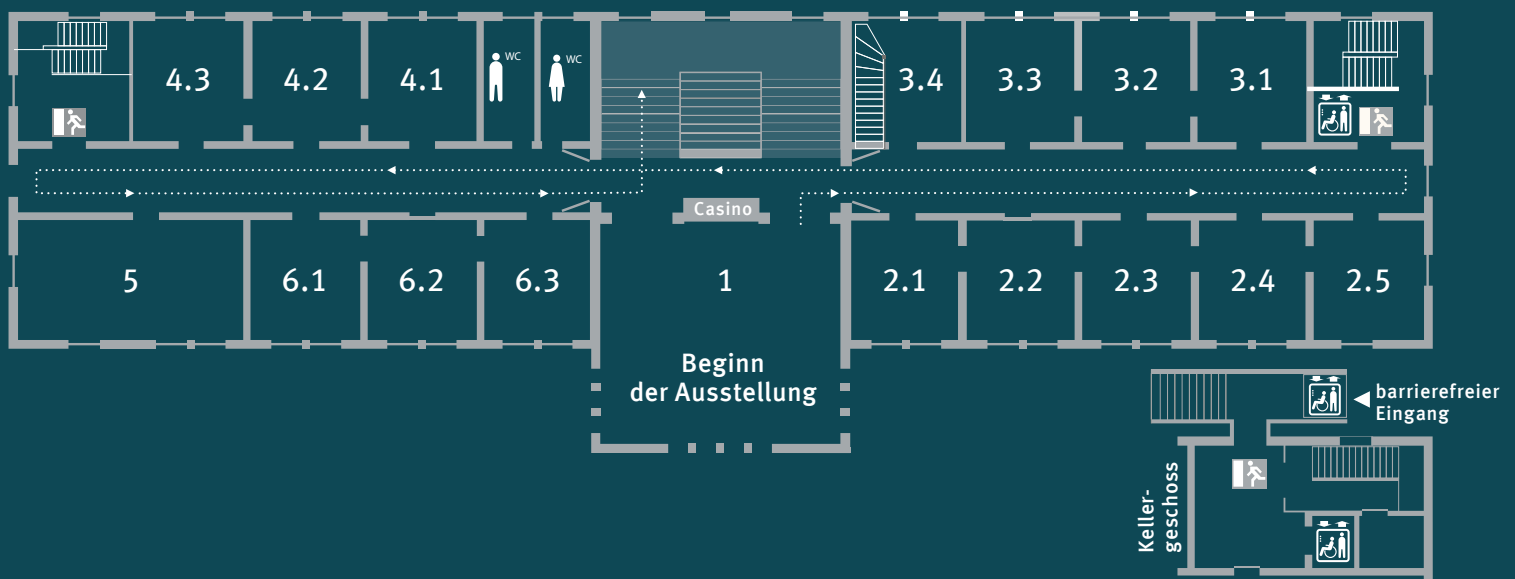 4.3
4.2
4.1
WC
WC
3.4
3.3
3.2
3.1
Casino
5
6.1
6.2
6.3
1
2.1
2.2
2.3
2.4
2.5
Beginn
der Ausstellung
barrierefreier
Eingang
Keller-
geschoss